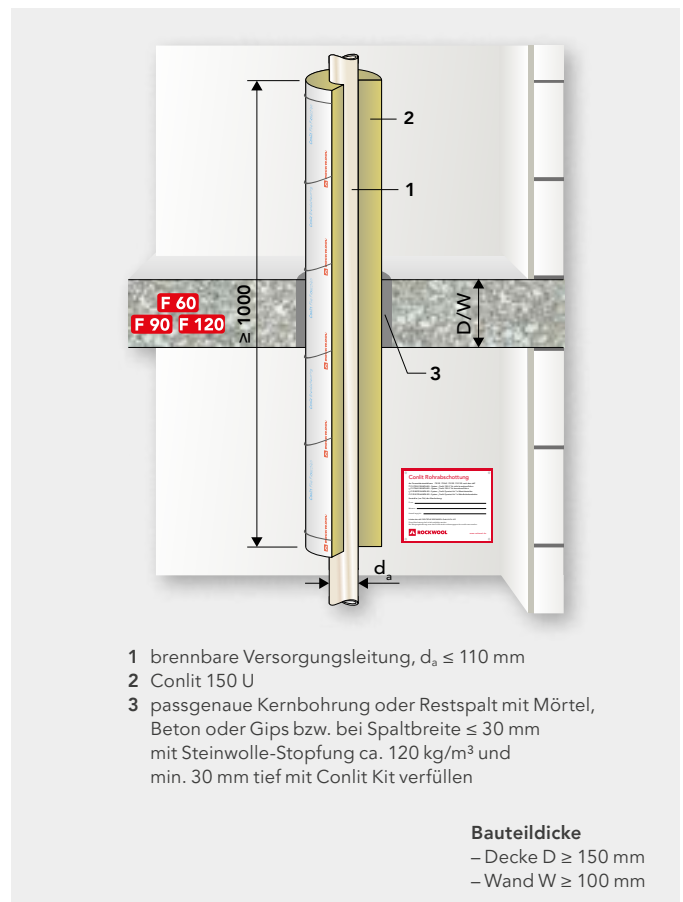 2
1
F 60
F 90 F 120
≥ 1000
D/W
3
Conlit Rohrabschottung
ROCKWOOL
dₐ
1 brennbare Versorgungsleitung, dₐ ≤ 110 mm
2 Conlit 150 U
3 passgenaue Kernbohrung oder Restspalt mit Mörtel,
Beton oder Gips bzw. bei Spaltbreite ≤ 30 mm
mit Steinwolle-Stopfung ca. 120 kg/m³ und
min. 30 mm tief mit Conlit Kit verfüllen
Bauteildicke
– Decke D ≥ 150 mm
– Wand W ≥ 100 mm